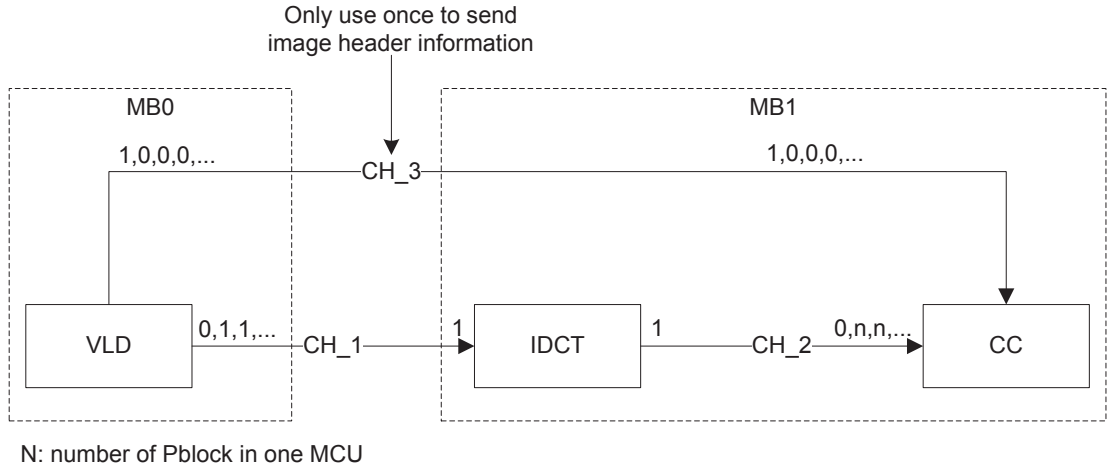 Only use once to send
image header information
MB0
MB1
1,0,0,0,...
1,0,0,0,...
CH_3
VLD
0,1,1,...
CH_1
1
IDCT
1
CH_2
0,n,n,...
CC
N: number of Pblock in one MCU